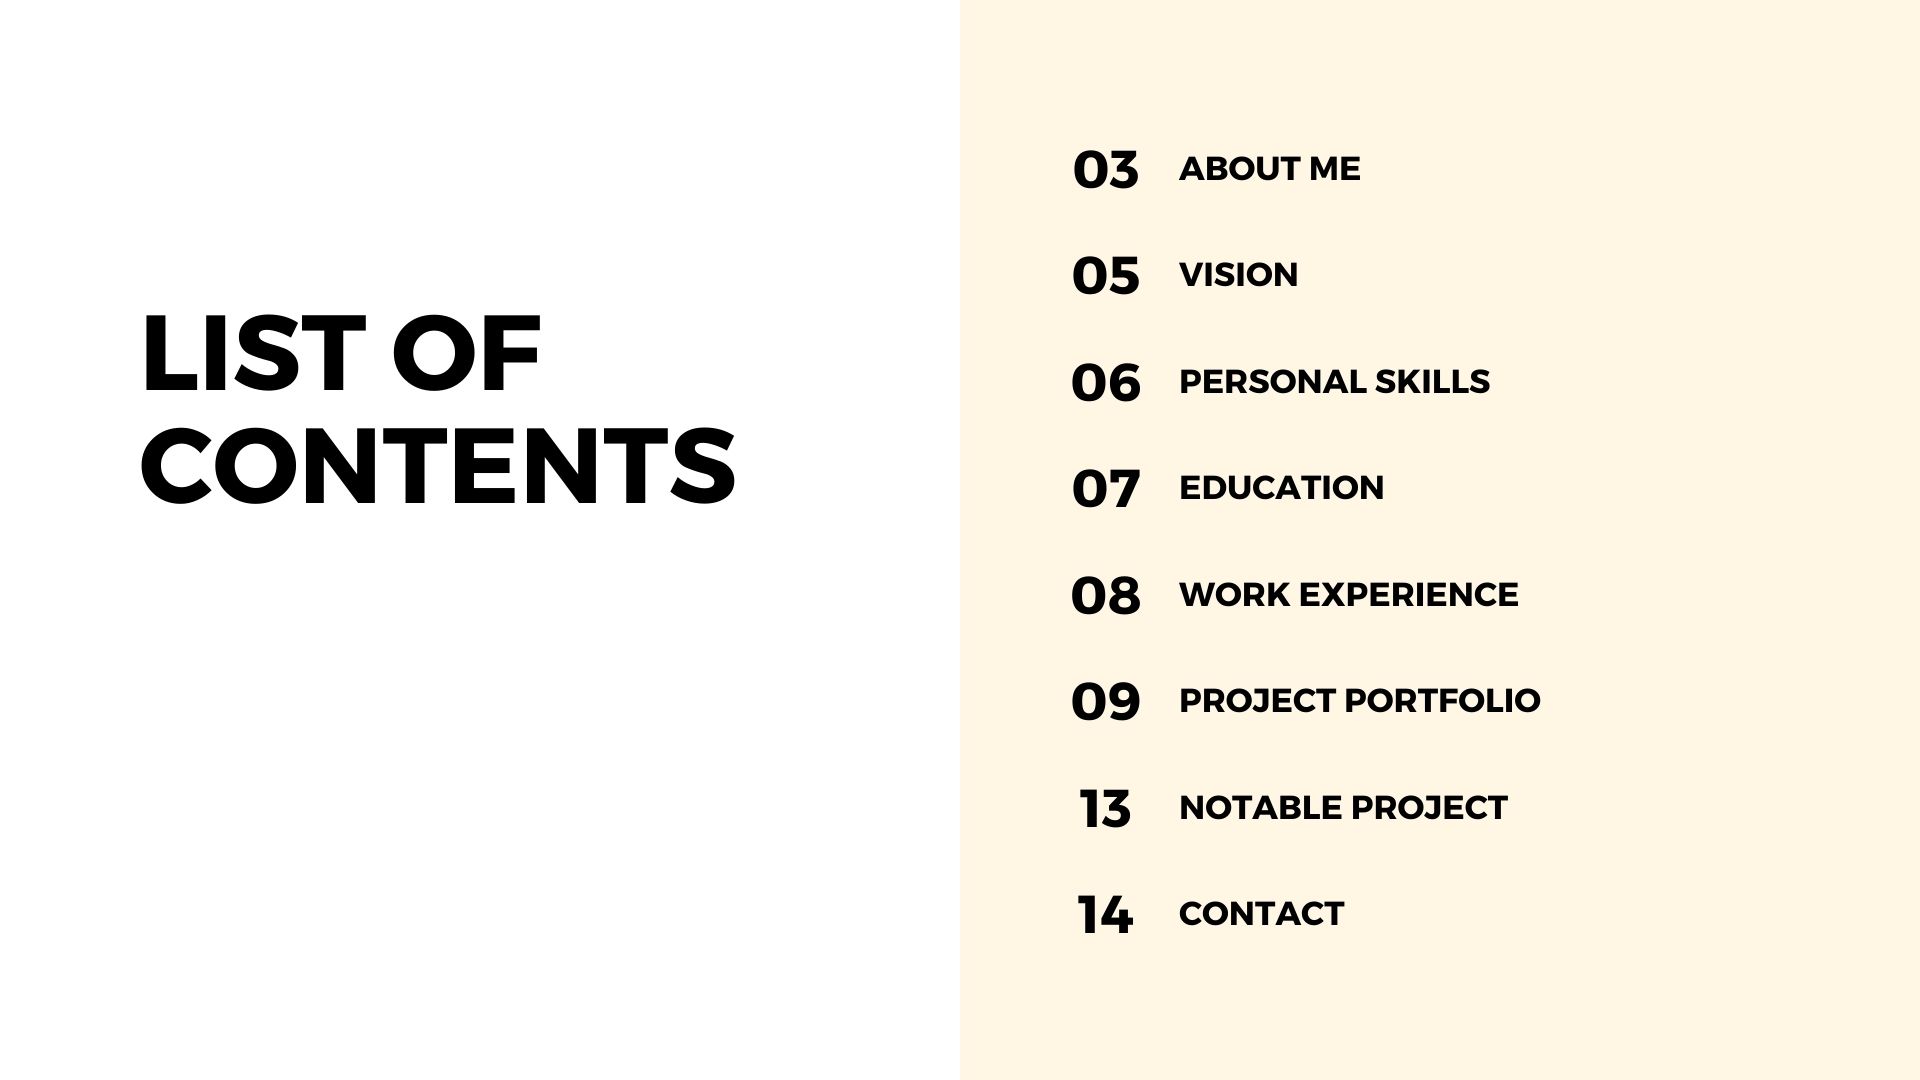 LIST OF
CONTENTS
03 ABOUT ME
05 VISION
06 PERSONAL SKILLS
07 EDUCATION
08 WORK EXPERIENCE
09 PROJECT PORTFOLIO
13 NOTABLE PROJECT
14 CONTACT